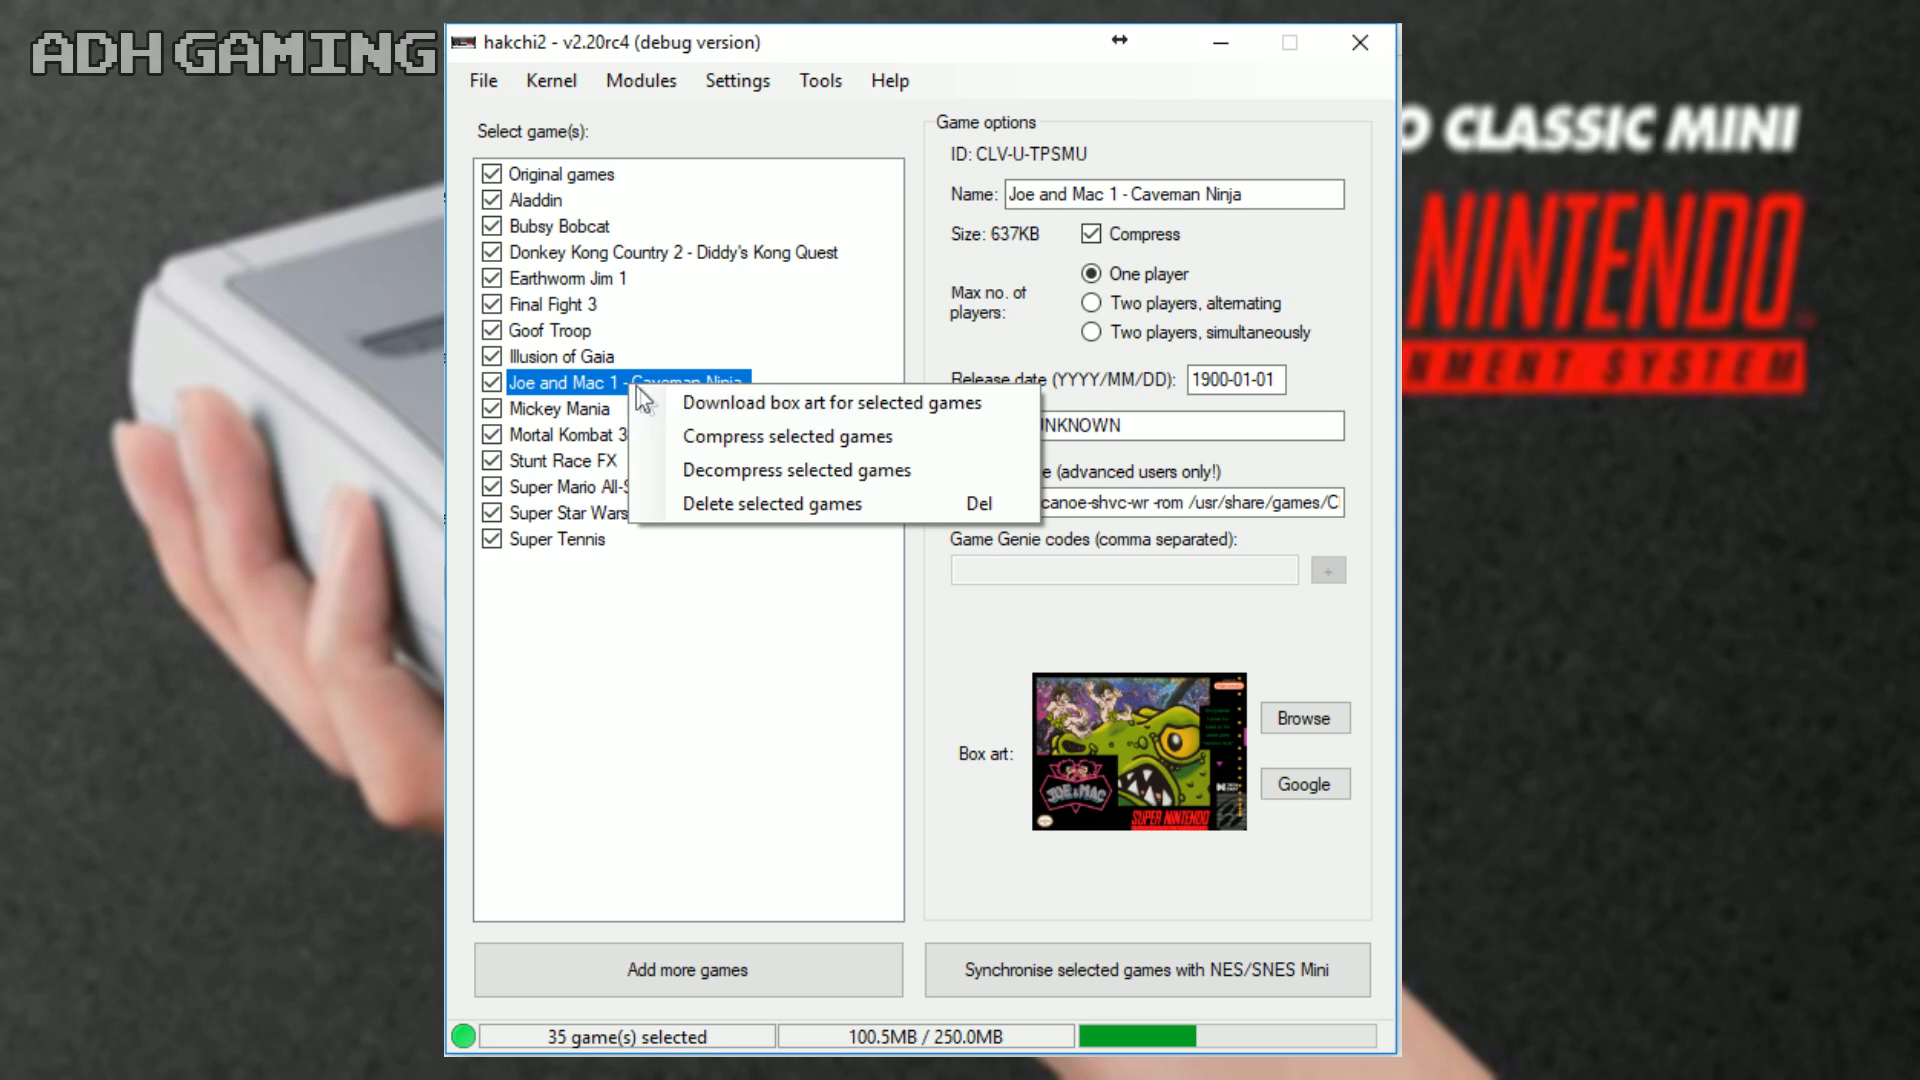 ADH GAMING
hakchi2 - v2.20rc4 (debug version)
File Kernel Modules Settings Tools Help
Select game(s):
Original games
Aladdin
Bubsy Bobcat
Donkey Kong Country 2 - Diddy's Kong Quest
Earthworm Jim 1
Final Fight 3
Goof Troop
Illusion of Gaia
Joe and Mac 1 - Caveman Ninja
Mickey Mania
Mortal Kombat 3
Stunt Race FX
Super Mario All-S
Super Star Wars
Super Tennis
Download box art for selected games
Compress selected games
Decompress selected games
Delete selected games Del
Game options
ID: CLV-U-TPSMU
Name: Joe and Mac 1 - Caveman Ninja
Size: 637KB Compress
Max no. of players:
One player
Two players, alternating
Two players, simultaneously
Release date (YYYY/MM/DD): 1900-01-01
UNKNOWN
e (advanced users only!)
canoe-shvc-wr -rom /usr/share/games/C
Game Genie codes (comma separated):
+
Box art:
JOE & MAC
SUPER NINTENDO
Browse
Google
Add more games
Synchronise selected games with NES/SNES Mini
35 game(s) selected
100.5MB / 250.0MB
O CLASSIC MINI
NINTENDO
NMENT SYSTEM